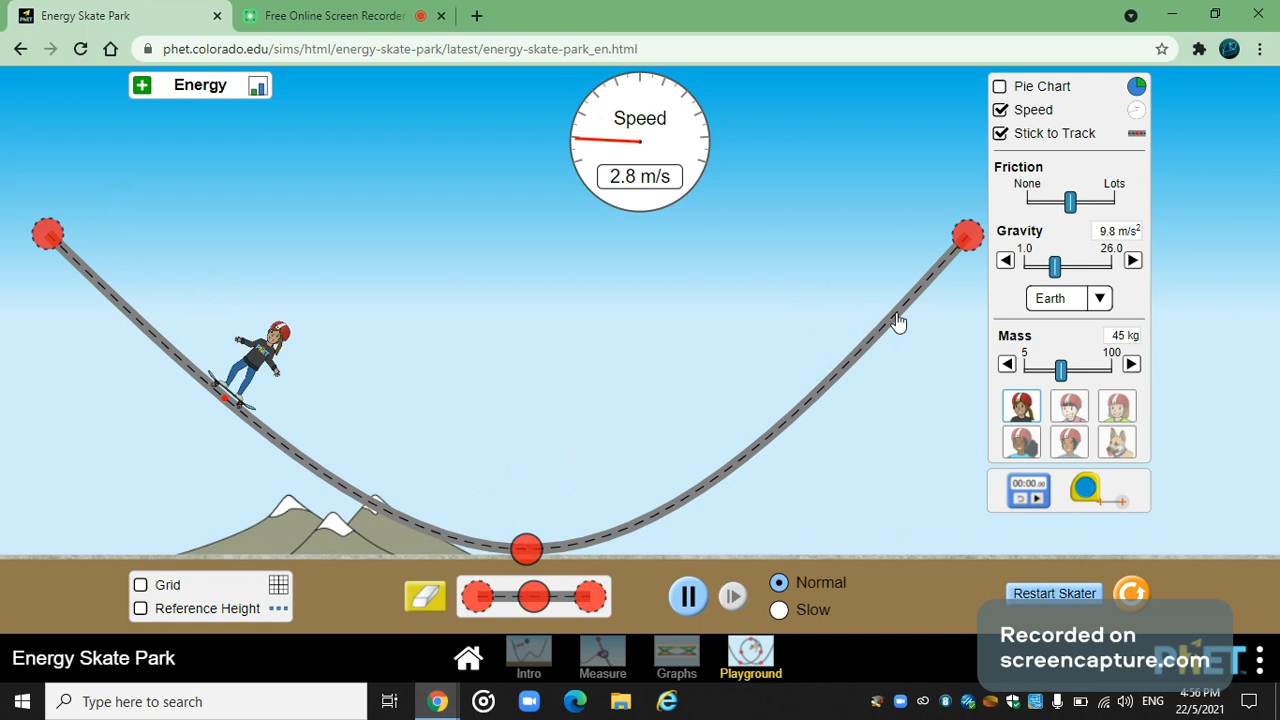 Energy Skate Park
Free Online Screen Recorder
phet.colorado.edu/sims/html/energy-skate-park/latest/energy-skate-park_en.html
Energy
Speed
2.8 m/s
Pie Chart
Speed
Stick to Track
Friction
None Lots
Gravity 9.8 m/s²
1.0 26.0
Earth
Mass 45 kg
5 100
00:00.00
Grid
Reference Height
Normal
Slow
Restart Skater
Recorded on
screencapture.com
Energy Skate Park
Intro Measure Graphs Playground
PhET
Type here to search
ENG
4:56 PM
22/5/2021